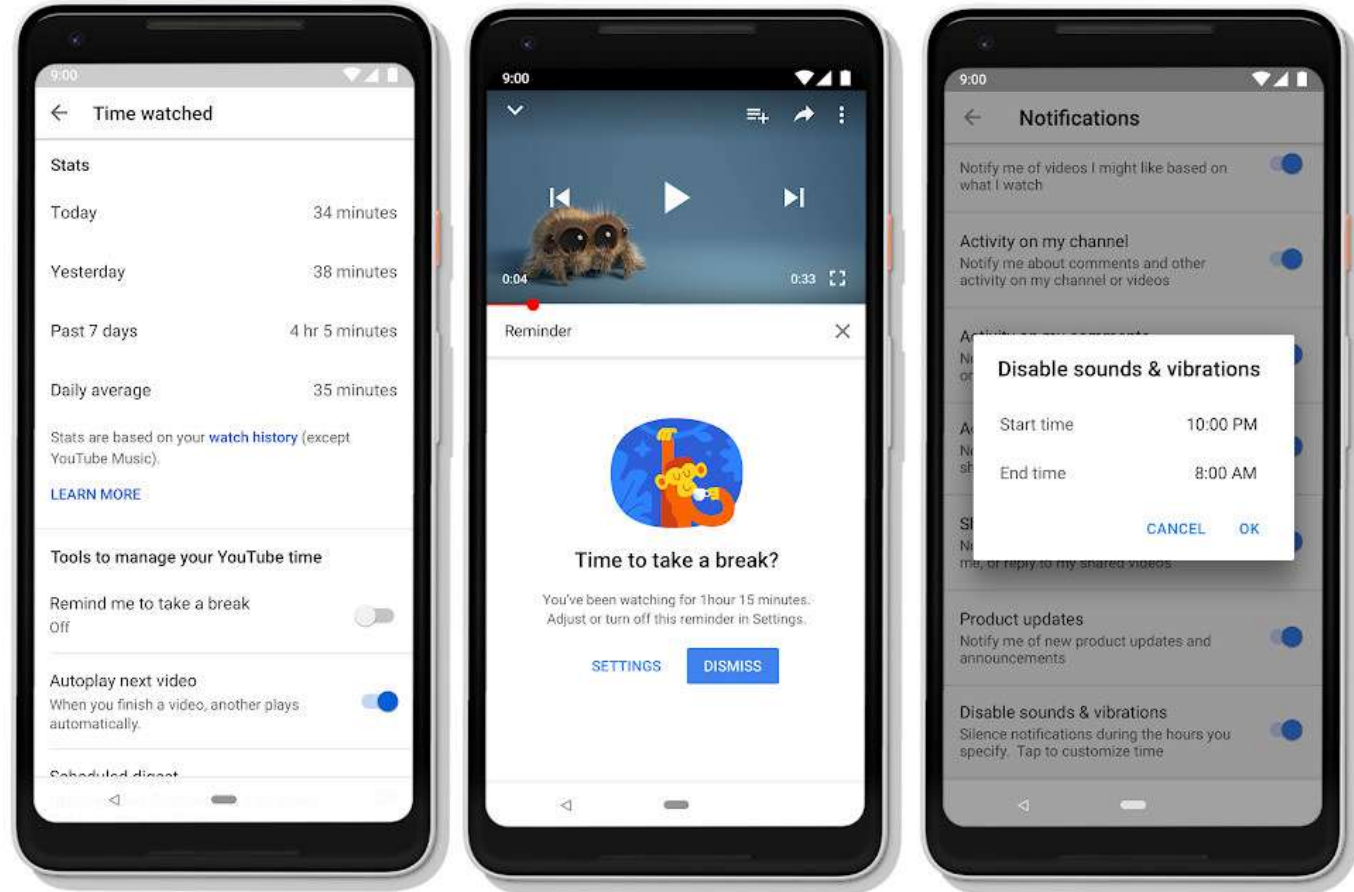 9:00
Time watched
Stats
Today 34 minutes
Yesterday 38 minutes
Past 7 days 4 hr 5 minutes
Daily average 35 minutes
Stats are based on your watch history (except
YouTube Music).
LEARN MORE
Tools to manage your YouTube time
Remind me to take a break
Off
Autoplay next video
When you finish a video, another plays
automatically.
Scheduled digest
9:00
0:04 0:33
Reminder
Time to take a break?
You've been watching for 1hour 15 minutes.
Adjust or turn off this reminder in Settings.
SETTINGS DISMISS
9:00
Notifications
Notify me of videos I might like based on
what I watch
Activity on my channel
Notify me about comments and other
activity on my channel or videos
Activity on my comments
Disable sounds & vibrations
Start time 10:00 PM
End time 8:00 AM
CANCEL OK
me, or reply to my shared videos
Product updates
Notify me of new product updates and
announcements
Disable sounds & vibrations
Silence notifications during the hours you
specify. Tap to customize time